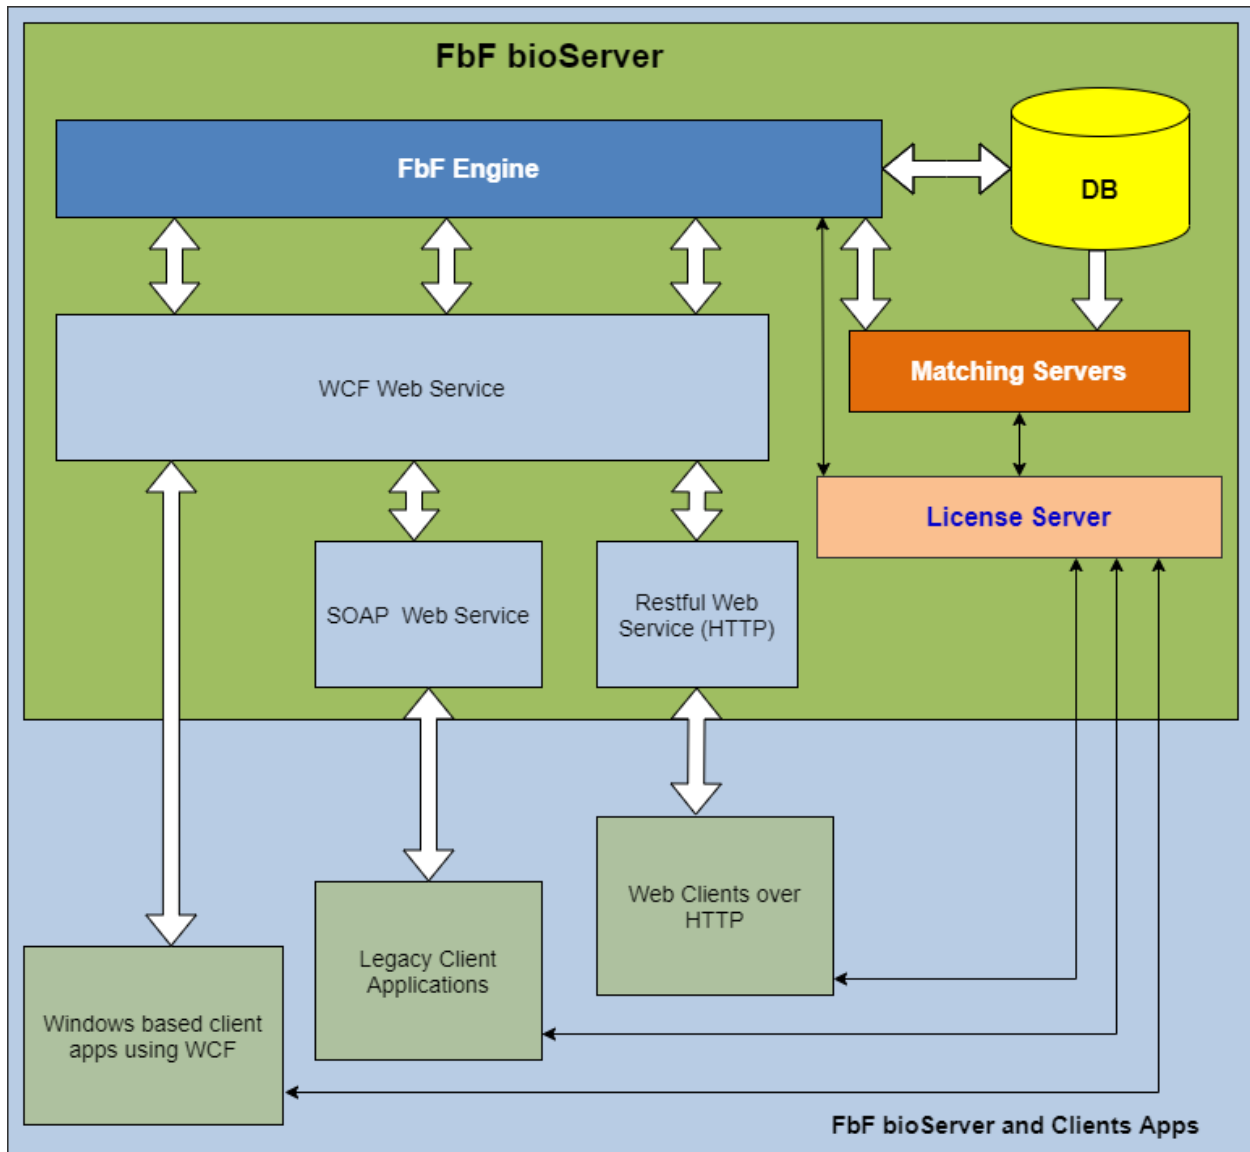 FbF bioServer
FbF Engine
DB
WCF Web Service
Matching Servers
License Server
SOAP  Web Service
Restful Web
Service (HTTP)
Web Clients over
HTTP
Legacy Client
Applications
Windows based client
apps using WCF
FbF bioServer and Clients Apps